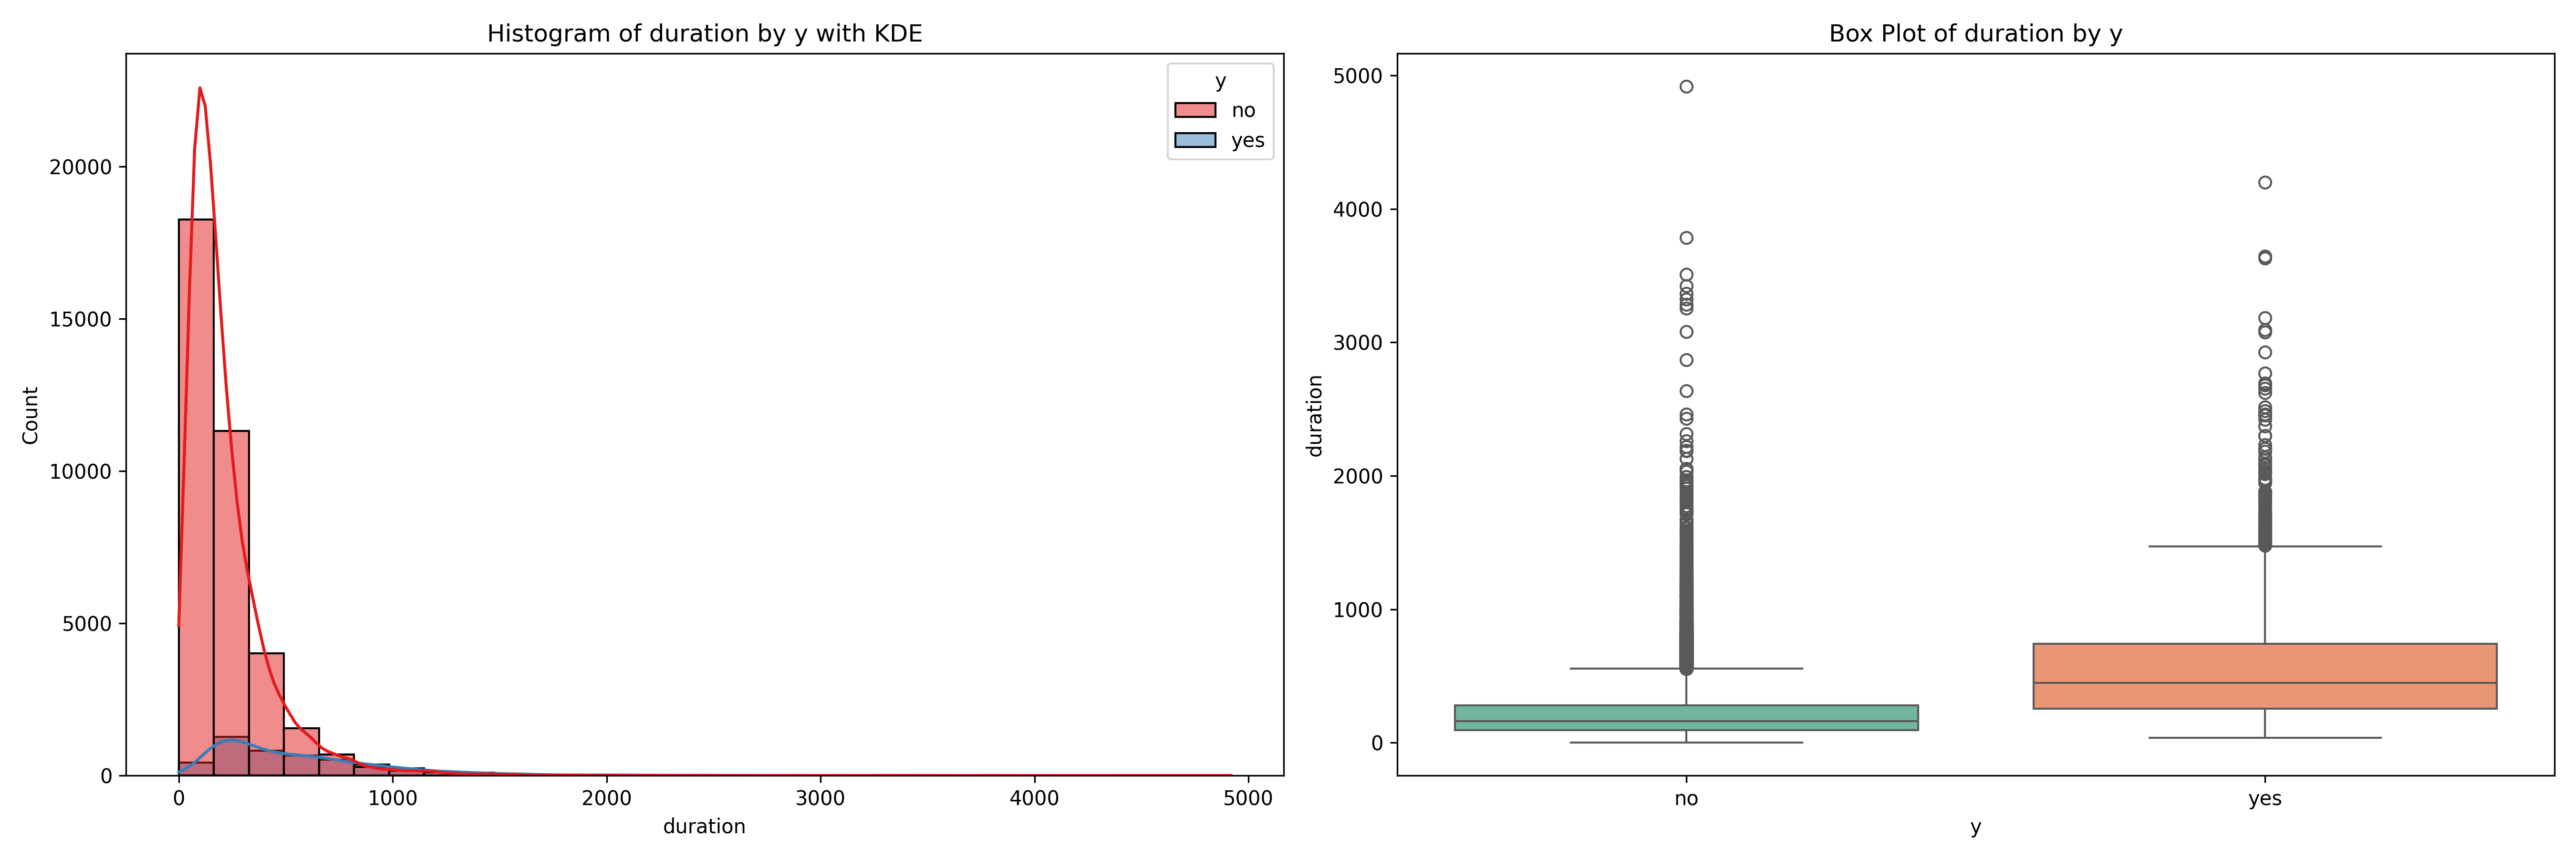 Histogram of duration by y with KDE
y
no
yes
20000
15000
10000
5000
0
Count
0 1000 2000 3000 4000 5000
duration
Box Plot of duration by y
5000
4000
3000
2000
1000
0
duration
no yes
y